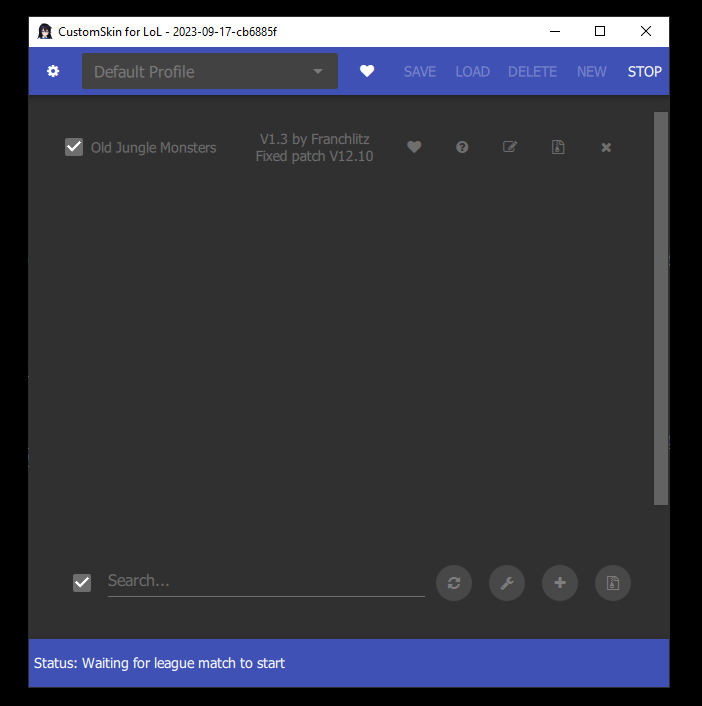 CustomSkin for LoL - 2023-09-17-cb6885f
Default Profile
SAVE
LOAD
DELETE
NEW
STOP
Old Jungle Monsters
V1.3 by Franchlitz
Fixed patch V12.10
Search...
Status: Waiting for league match to start